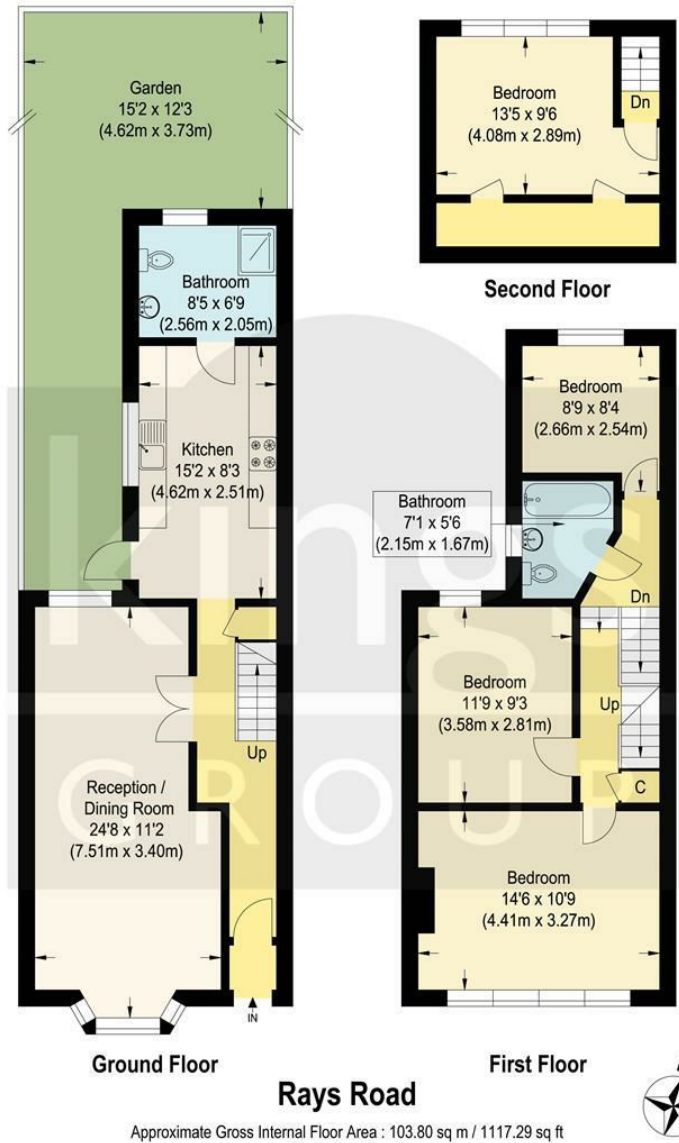 Garden
15'2 x 12'3
(4.62m x 3.73m)
Bathroom
8'5 x 6'9
(2.56m x 2.05m)
Kitchen
15'2 x 8'3
(4.62m x 2.51m)
Up
Reception /
Dining Room
24'8 x 11'2
(7.51m x 3.40m)
IN
Ground Floor
Bedroom
13'5 x 9'6
(4.08m x 2.89m)
Dn
Second Floor
Bedroom
8'9 x 8'4
(2.66m x 2.54m)
Bathroom
7'1 x 5'6
(2.15m x 1.67m)
Dn
Bedroom
11'9 x 9'3
(3.58m x 2.81m)
Up
C
Bedroom
14'6 x 10'9
(4.41m x 3.27m)
First Floor
Kings
GROUP
Rays Road
Approximate Gross Internal Floor Area : 103.80 sq m / 1117.29 sq ft